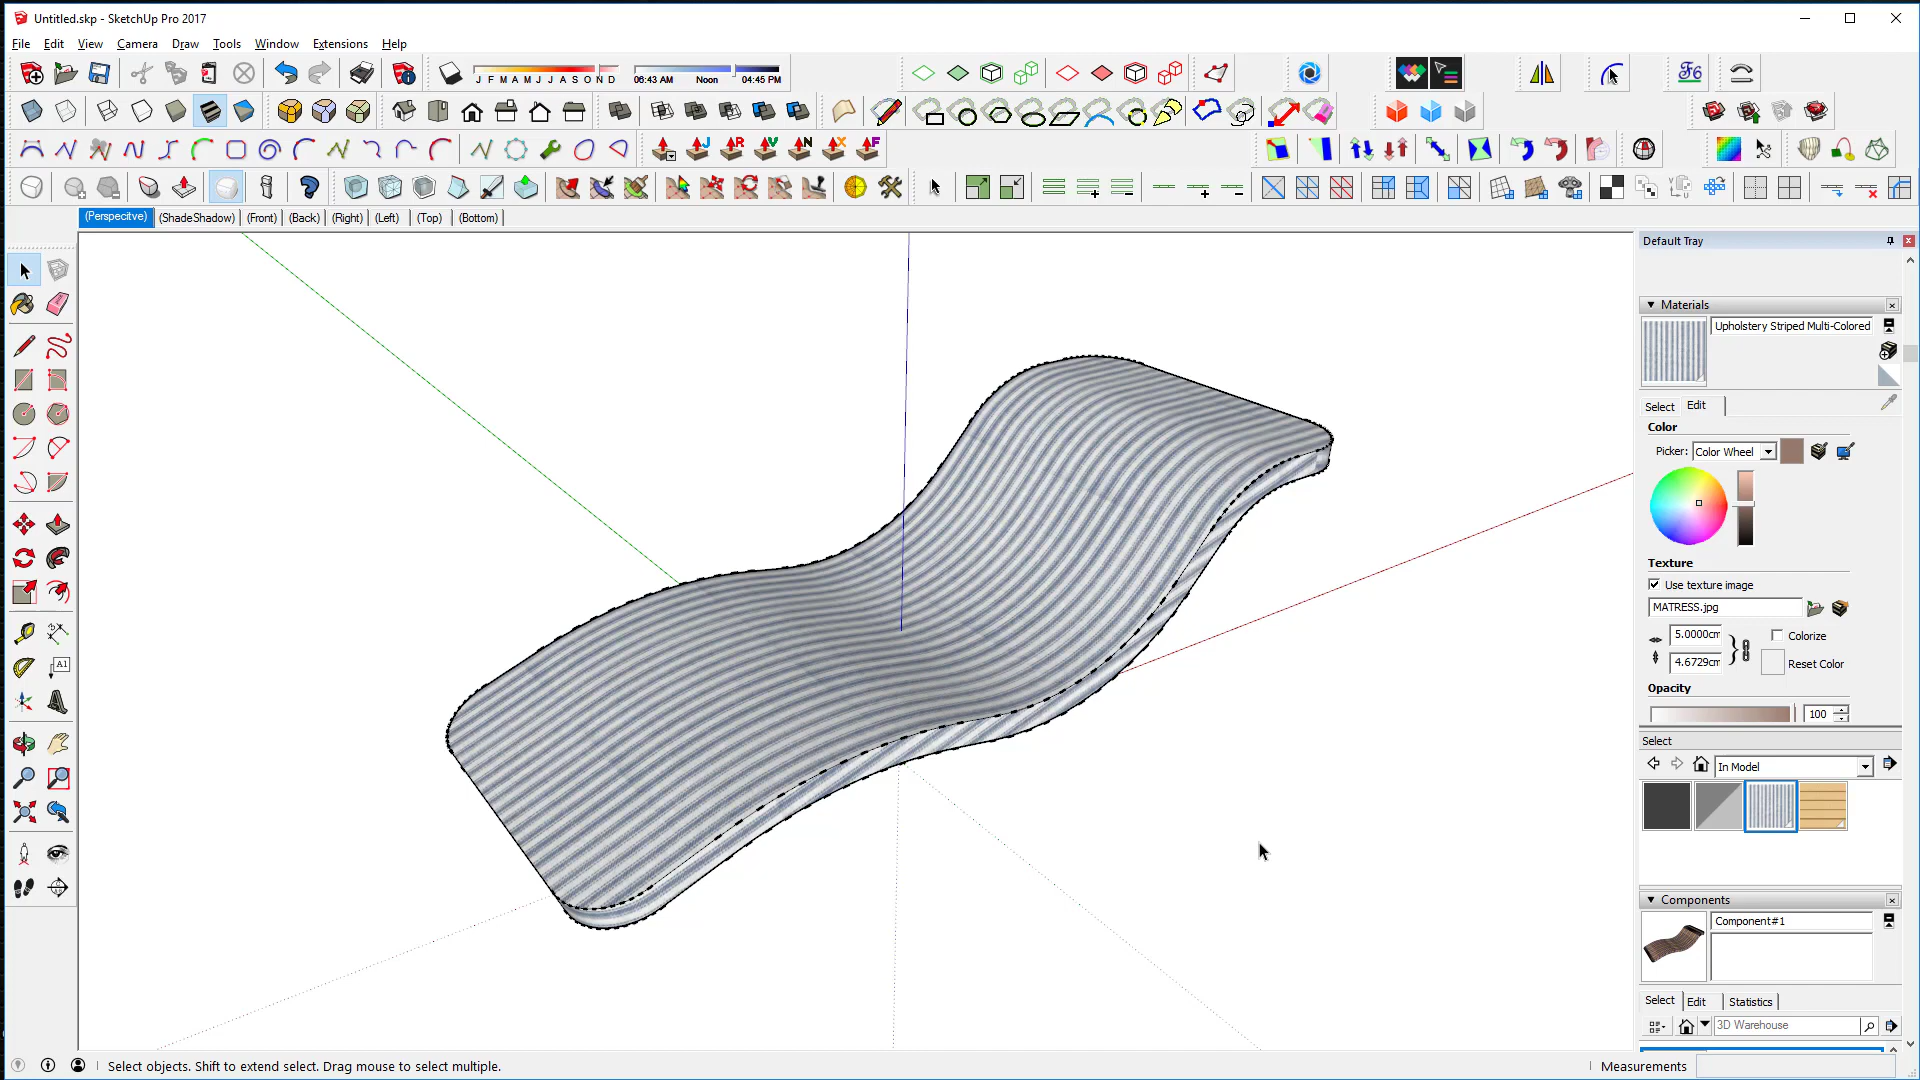 Untitled.skp - SketchUp Pro 2017
File Edit View Camera Draw Tools Window Extensions Help
J F M A M J J A S O N D 06:43 AM Noon 04:45 PM
F6
J R V N X F
(Perspecitve) (ShadeShadow) (Front) (Back) (Right) (Left) (Top) (Bottom)
Default Tray
Materials
Upholstery Striped Multi-Colored
Select Edit
Color
Picker: Color Wheel
Texture
Use texture image
MATRESS.jpg
5.0000cm Colorize
4.6729cm Reset Color
Opacity
100
Select
In Model
Components
Component#1
Select Edit Statistics
3D Warehouse
A1
Select objects. Shift to extend select. Drag mouse to select multiple.
Measurements